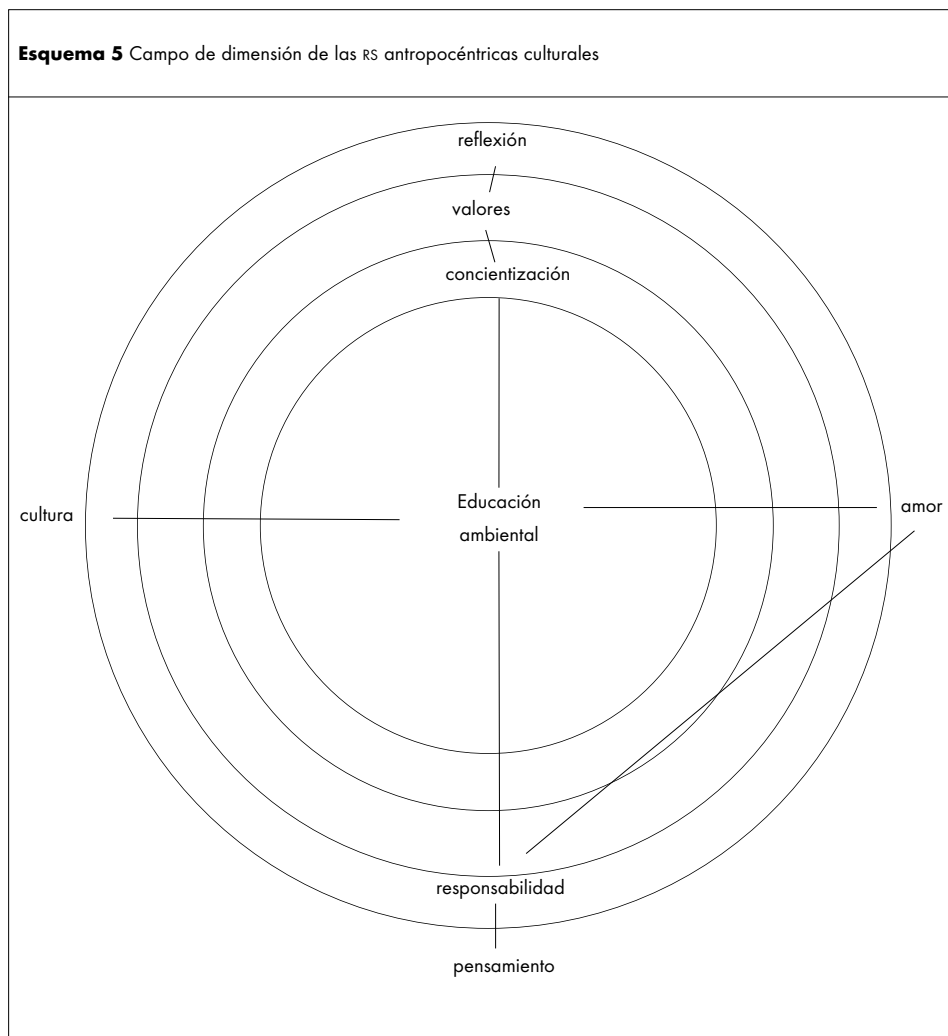 Esquema 5 Campo de dimensión de las RS antropocéntricas culturales
reflexión
valores
concientización
Educación
ambiental
cultura
amor
responsabilidad
pensamiento